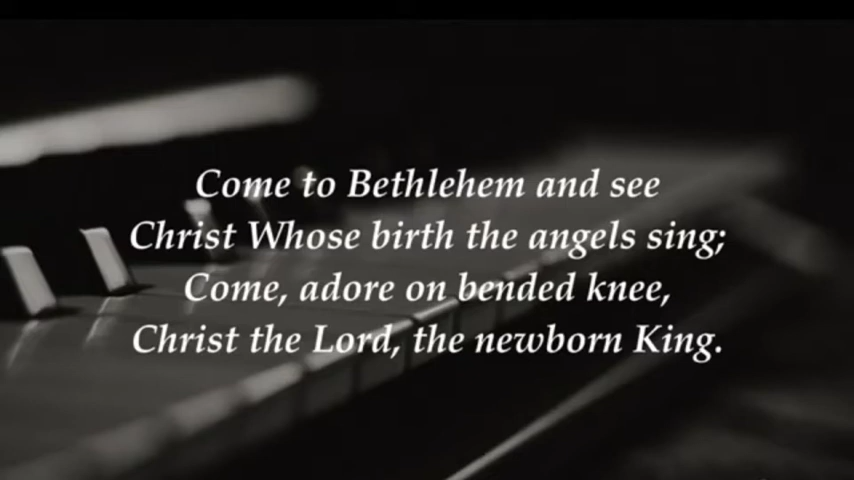 Come to Bethlehem and see
Christ Whose birth the angels sing;
Come, adore on bended knee,
Christ the Lord, the newborn King.